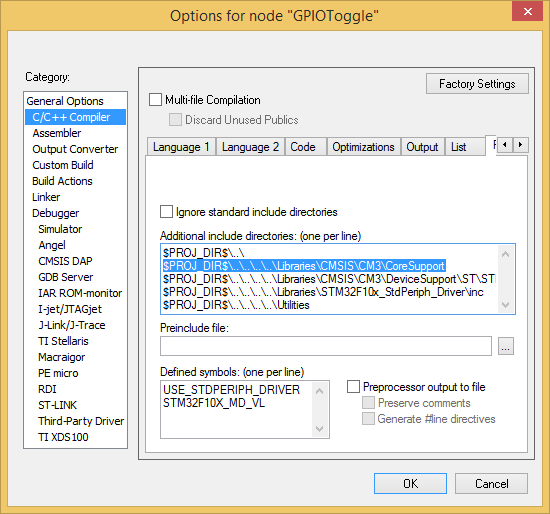 Options for node "GPIOToggle"
Category:
General Options
C/C++ Compiler
Assembler
Output Converter
Custom Build
Build Actions
Linker
Debugger
Simulator
Angel
CMSIS DAP
GDB Server
IAR ROM-monitor
I-jet/JTAGjet
J-Link/J-Trace
TI Stellaris
Macraigor
PE micro
RDI
ST-LINK
Third-Party Driver
TI XDS100
Factory Settings
Multi-file Compilation
Discard Unused Publics
Language 1 Language 2 Code Optimizations Output List
Ignore standard include directories
Additional include directories: (one per line)
$PROJ_DIR$\..\
$PROJ_DIR$\..\..\..\..\Libraries\CMSIS\CM3\CoreSupport
$PROJ_DIR$\..\..\..\..\Libraries\CMSIS\CM3\DeviceSupport\ST\ST
$PROJ_DIR$\..\..\..\..\Libraries\STM32F10x_StdPeriph_Driver\inc
$PROJ_DIR$\..\..\..\..\Utilities
Preinclude file:
...
Defined symbols: (one per line)
USE_STDPERIPH_DRIVER
STM32F10X_MD_VL
Preprocessor output to file
Preserve comments
Generate #line directives
OK Cancel